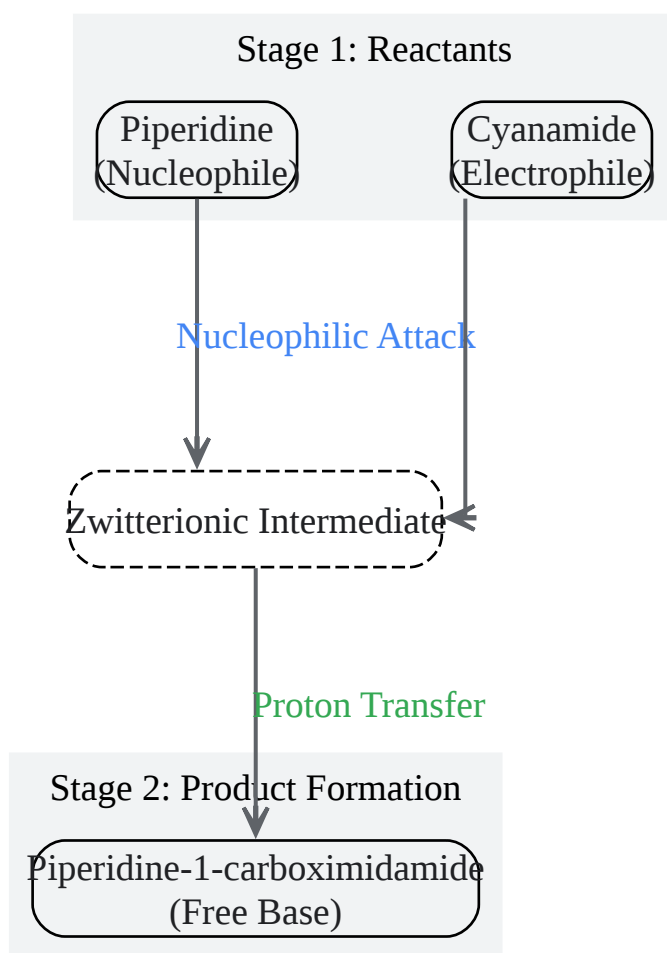 Stage 1: Reactants
Piperidine
(Nucleophile)
Cyanamide
(Electrophile)
Nucleophilic Attack
Zwitterionic Intermediate
Proton Transfer
Stage 2: Product Formation
Piperidine-1-carboximidamide
(Free Base)